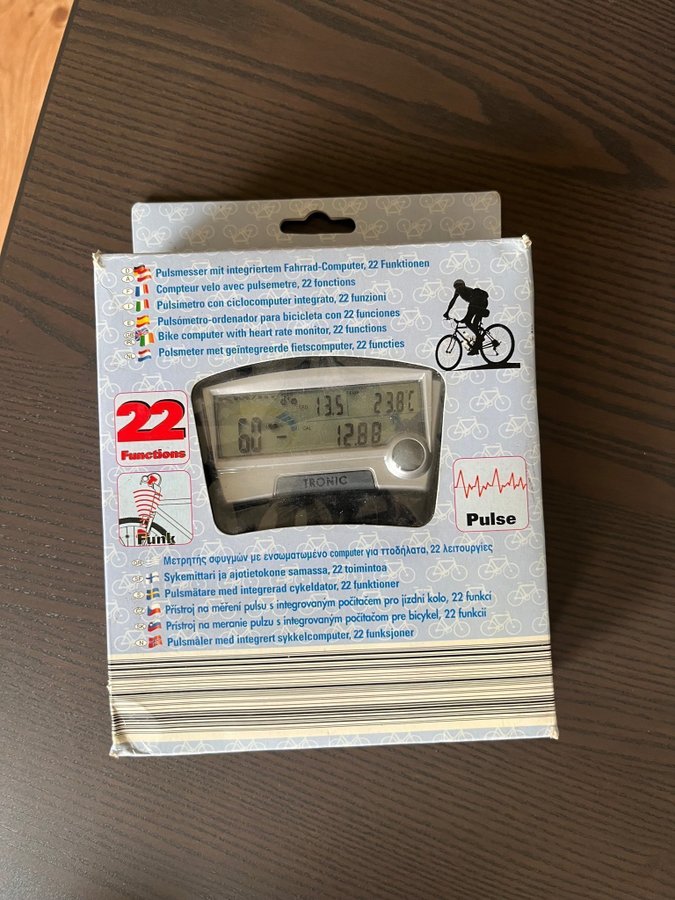 Pulsmesser mit integriertem Fahrrad-Computer, 22 Funktionen
Compteur velo avec pulsemetre, 22 fonctions
Pulsimetro con ciclocomputer integrato, 22 funzioni
Pulsómetro-ordenador para bicicleta con 22 funciones
Bike computer with heart rate monitor, 22 functions
Polsmeter met geïntegreerde fietscomputer, 22 functies
13.5 23.8C
60 CAL 12.88
TRONIC
22
Functions
Funk
Pulse
Μετρητης σφυγμών με ενσωματωμένο computer για πτοδήλατα, 22 λειτουργίες
Sykemittari ja ajotietokone samassa, 22 toimintoa
Pulsmätare med integrerad cykeldator, 22 funktioner
Přístroj na měření pulsu s integrovaným počítačem pro jízdní kolo, 22 funkcí
Prístroj na meranie pulzu s integrovaným počítačom pre bicykel, 22 funkcií
Pulsmåler med integrert sykkelcomputer, 22 funksjoner